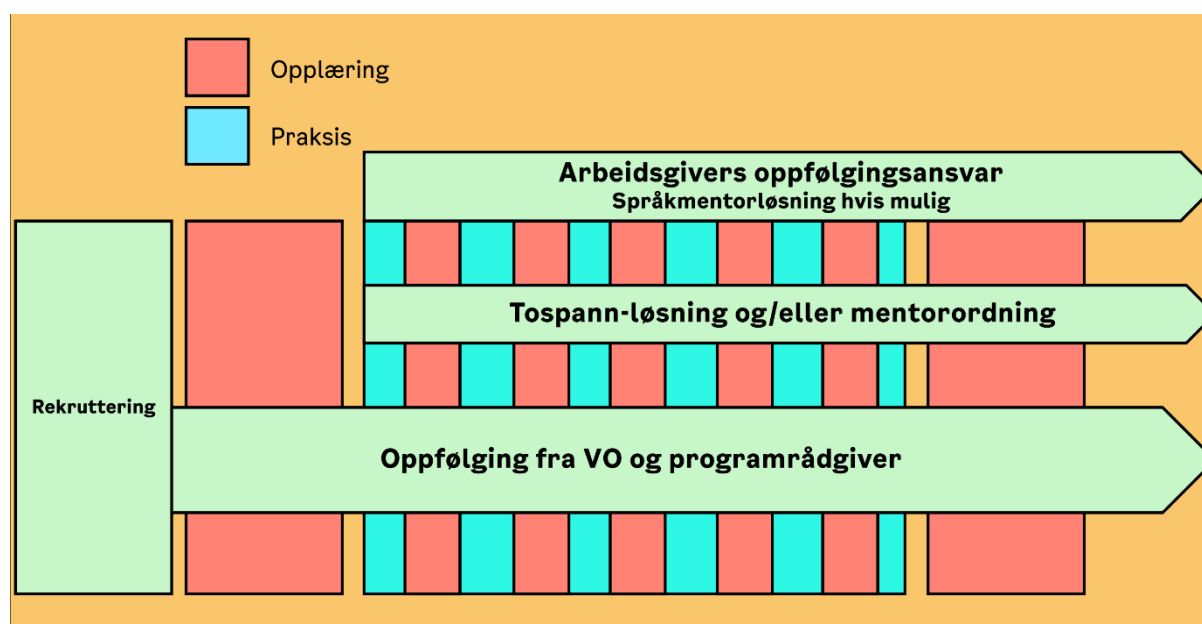 Opplæring
Praksis
Arbeidsgivers oppfølgingsansvar
Språkmentorløsning hvis mulig
Tospann-løsning og/eller mentorordning
Rekruttering
Oppfølging fra VO og programrådgiver